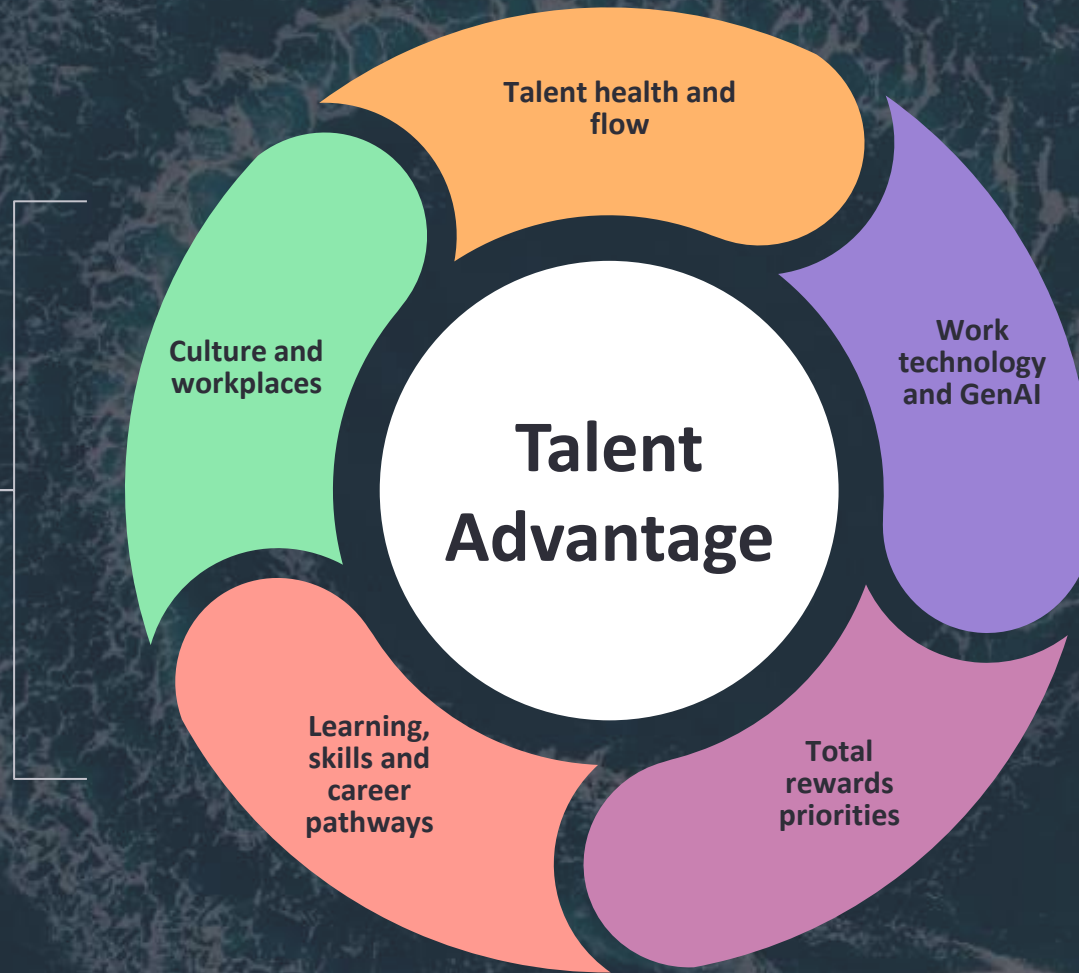 Talent health and
flow
Work
technology
and GenAI
Total
rewards
priorities
Learning,
skills and
career
pathways
Culture and
workplaces
Talent
Advantage